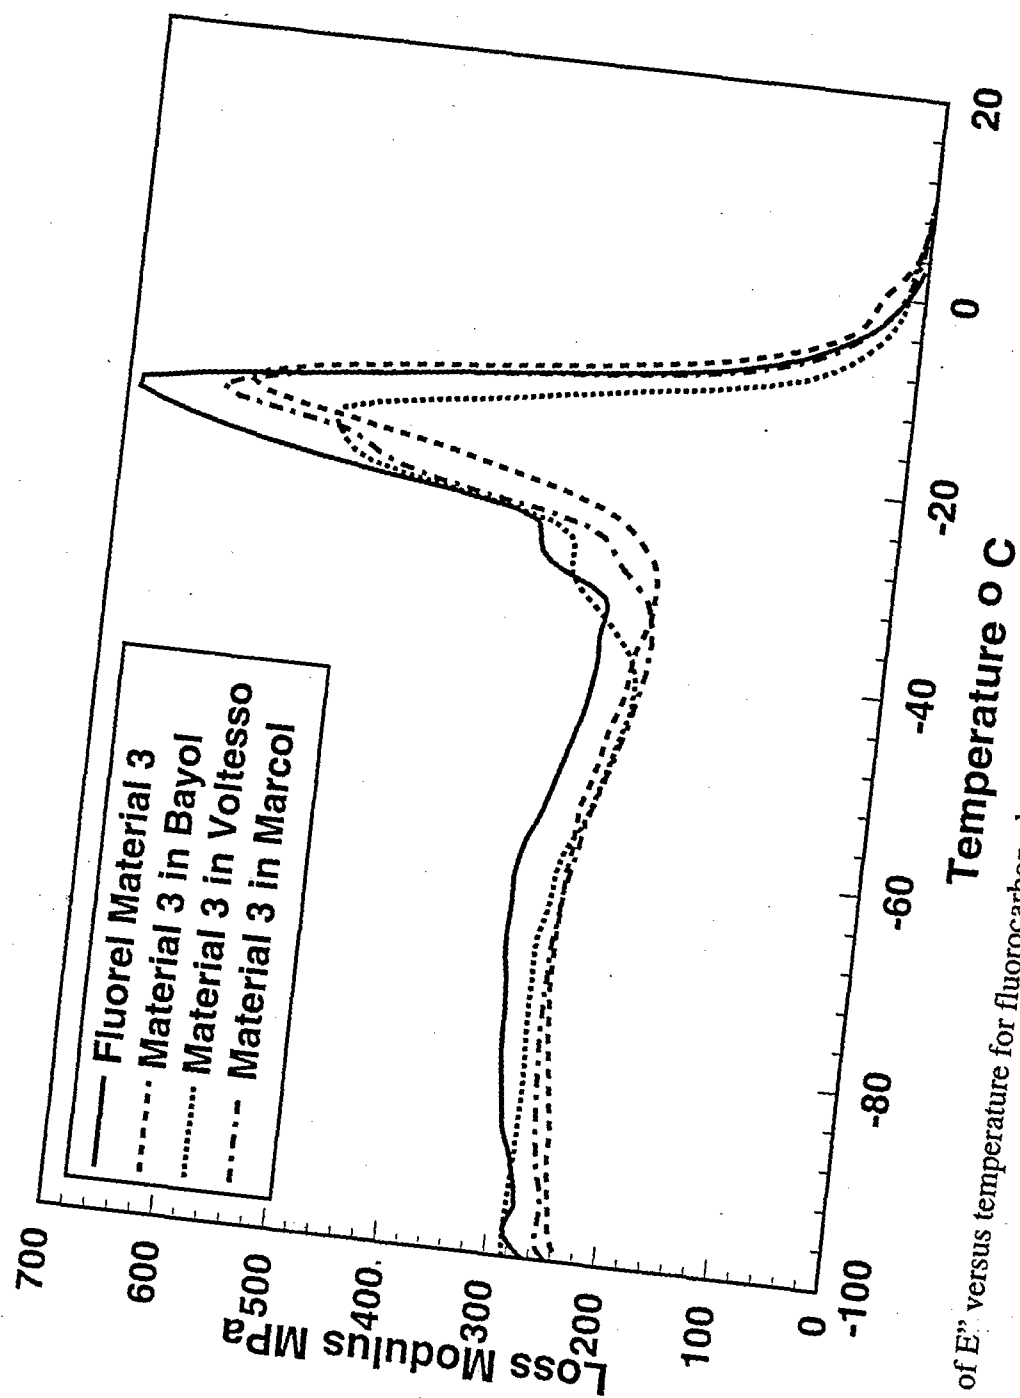 Fluorel Material 3
Material 3 in Bayol
Material 3 in Voltesso
Material 3 in Marcol
Loss Modulus MPa
700
600
500
400
300
200
100
0
-100
-80
-60
-40
-20
0
20
Temperature o C
of E” versus temperature for fluorocarbon